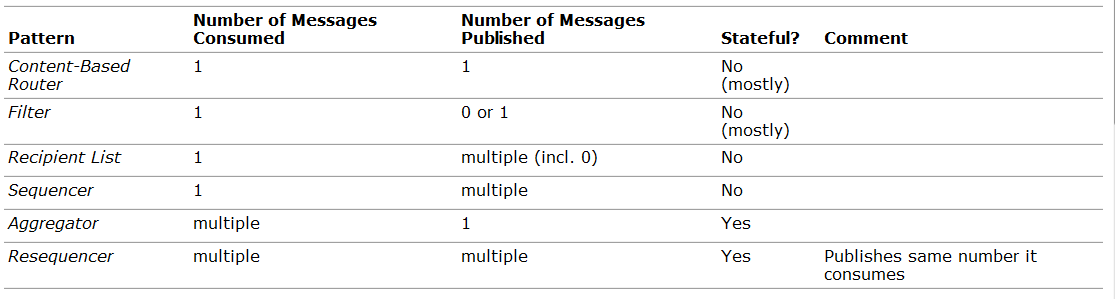 Pattern Number of Messages Consumed Number of Messages Published Stateful? Comment
Content-Based Router 1 1 No (mostly)
Filter 1 0 or 1 No (mostly)
Recipient List 1 multiple (incl. 0) No
Sequencer 1 multiple No
Aggregator multiple 1 Yes
Resequencer multiple multiple Yes Publishes same number it consumes